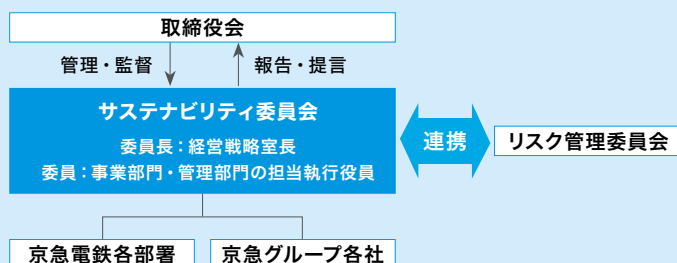 取締役会
管理・監督
報告・提言
サステナビリティ委員会
委員長：経営戦略室長
委員：事業部門・管理部門の担当執行役員
連携
リスク管理委員会
京急電鉄各部署
京急グループ各社